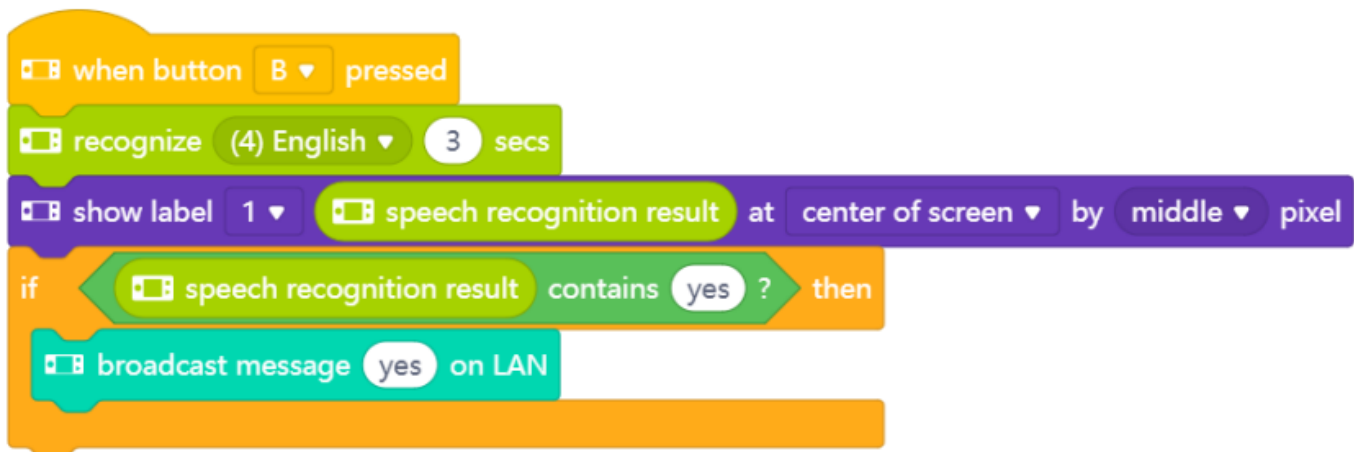 when button B pressed
recognize (4) English 3 secs
show label 1 speech recognition result at center of screen by middle pixel
if speech recognition result contains yes ? then
broadcast message yes on LAN